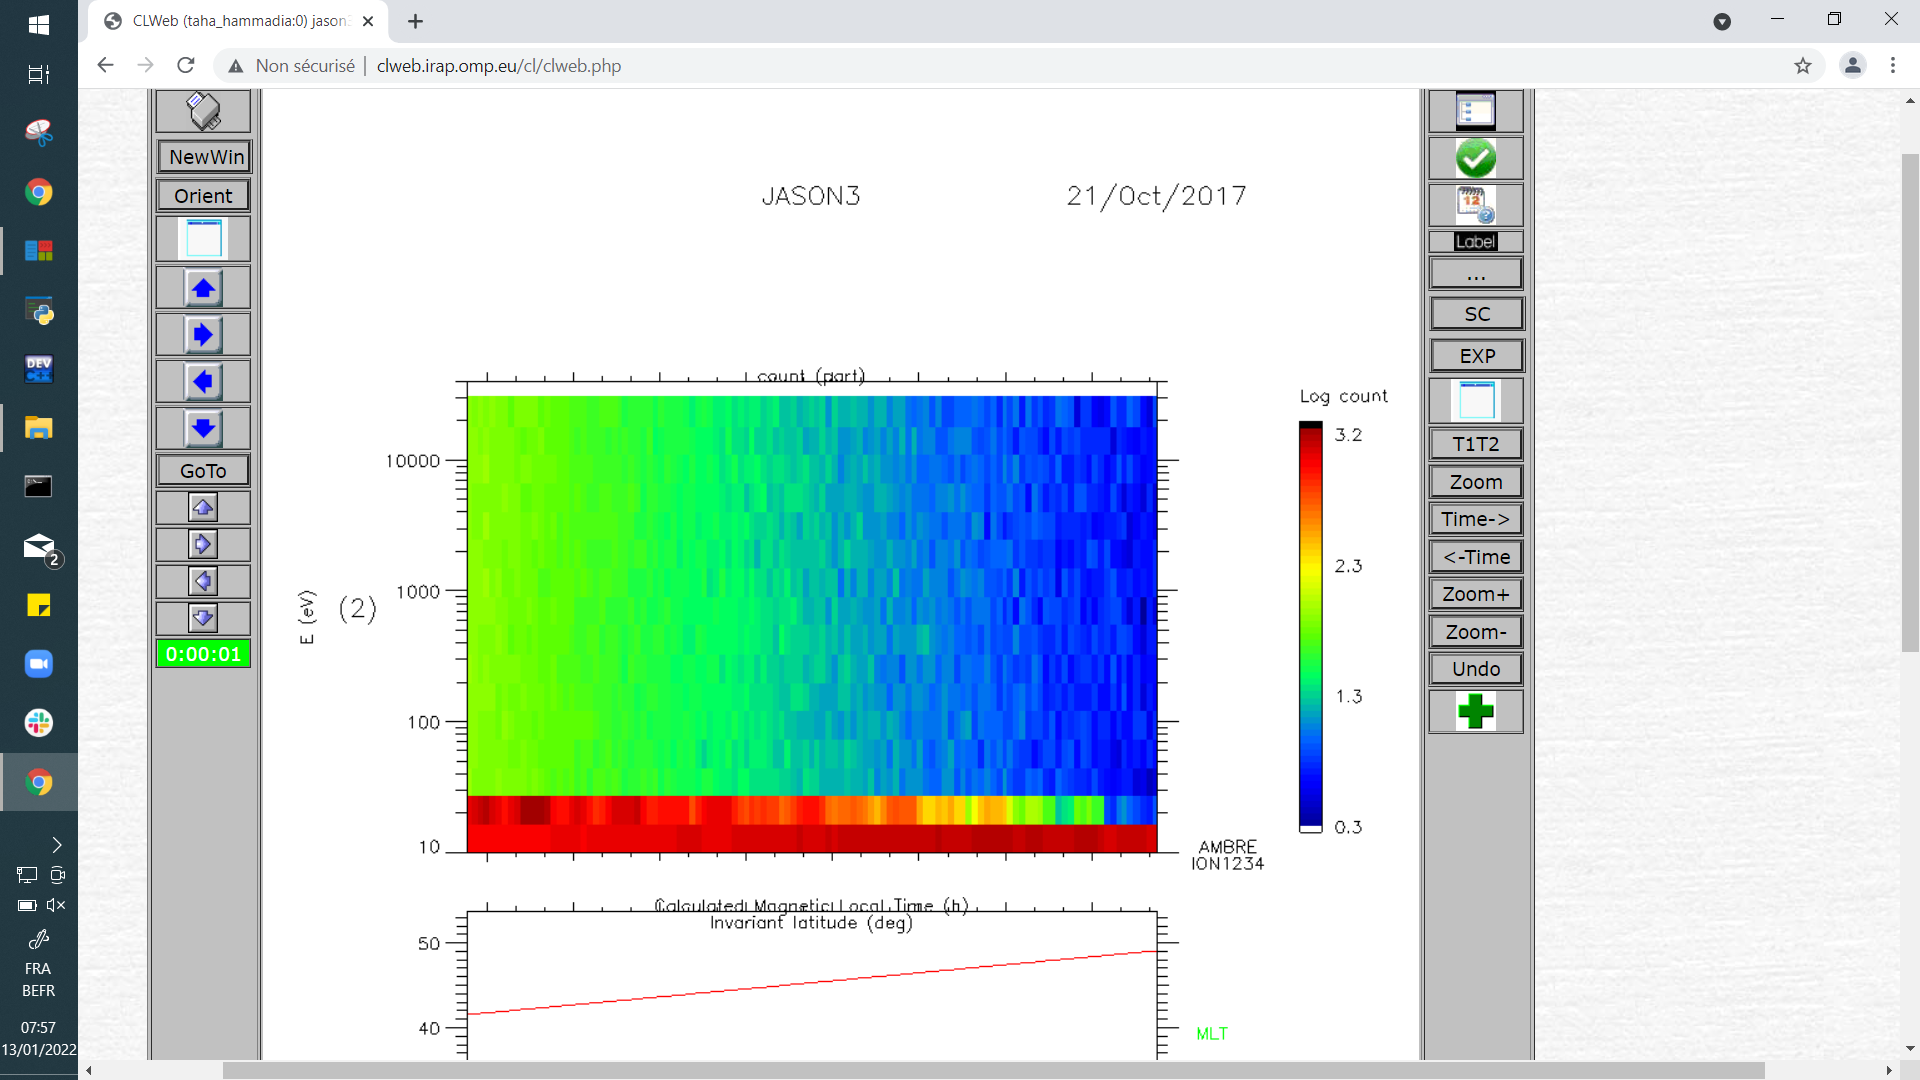 CLWeb (taha_hammadia:0) jason3
Non sécurisé | clweb.irap.omp.eu/cl/clweb.php
NewWin
Orient
GoTo
0:00:01
JASON3 21/Oct/2017
count (part)
Log count
3.2
2.3
1.3
0.3
10000
1000
100
10
E (eV) (2)
AMBRE
ION1234
Calculated Magnetic Local Time (h)
Invariant latitude (deg)
50
40
MLT
12
Label
...
SC
EXP
T1T2
Zoom
Time->
<-Time
Zoom+
Zoom-
Undo
DEV
2
FRA
BEFR
07:57
13/01/2022